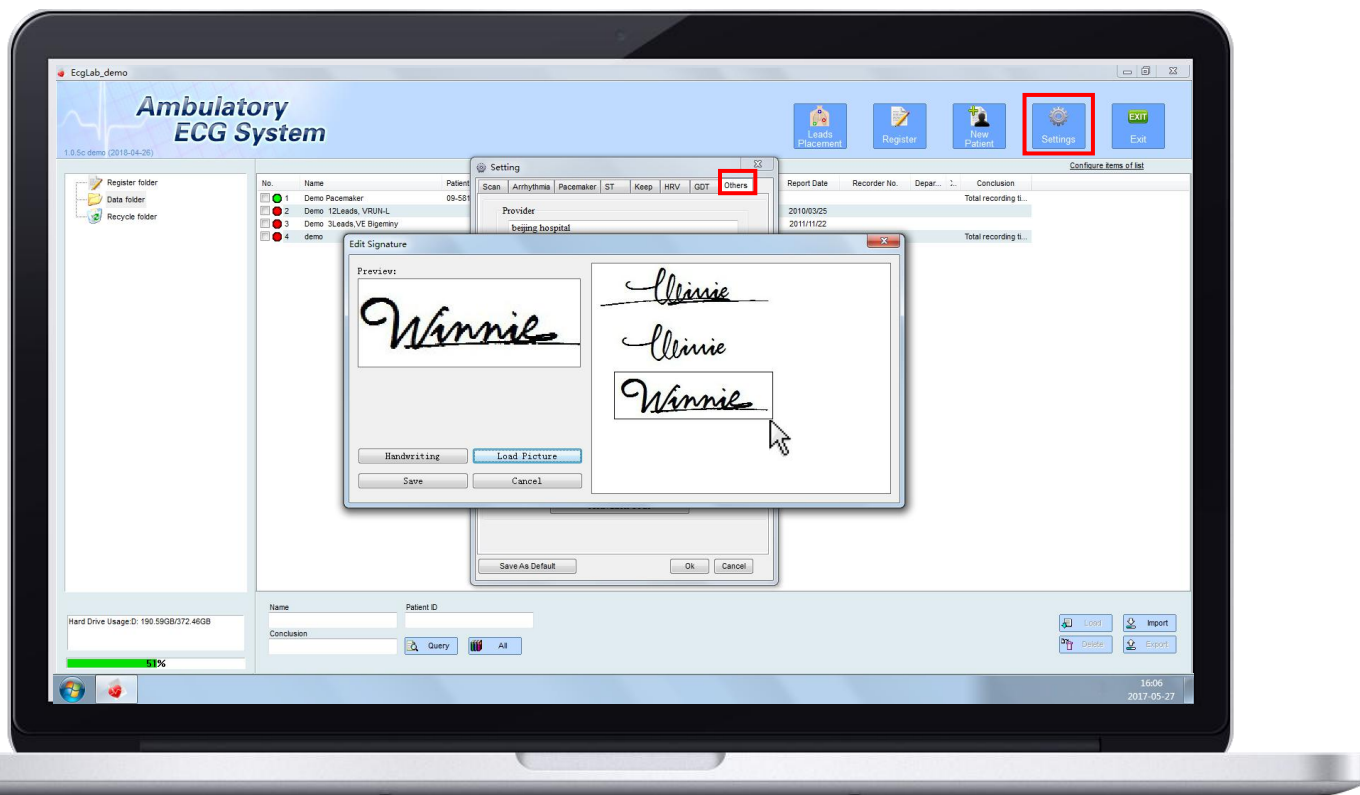 EcgLab_demo
Ambulatory
ECG System
1.0.5c demo (2018-04-26)
Leads Placement
Register
New Patient
Settings
EXIT
Exit
Configure items of list
Register folder
Data folder
Recycle folder
No. Name Patient Report Date Recorder No. Depar... Conclusion
1 Demo Pacemaker 09-581 Total recording ti...
2 Demo 12Leads, VRUN-L 2010/03/25
3 Demo 3Leads,VE Bigeminy 2011/11/22
4 demo Total recording ti...
Setting
Scan Arrhythmia Pacemaker ST Keep HRV GDT Others
Provider
beijing hospital
Edit Signature
Preview:
Winnie
Winnie
Winnie
Winnie
Handwriting Load Picture
Save Cancel
Save As Default Ok Cancel
Name Patient ID
Conclusion
Query All
Hard Drive Usage:D: 190.59GB/372.46GB
51%
Load Import
Delete Export
16:06
2017-05-27